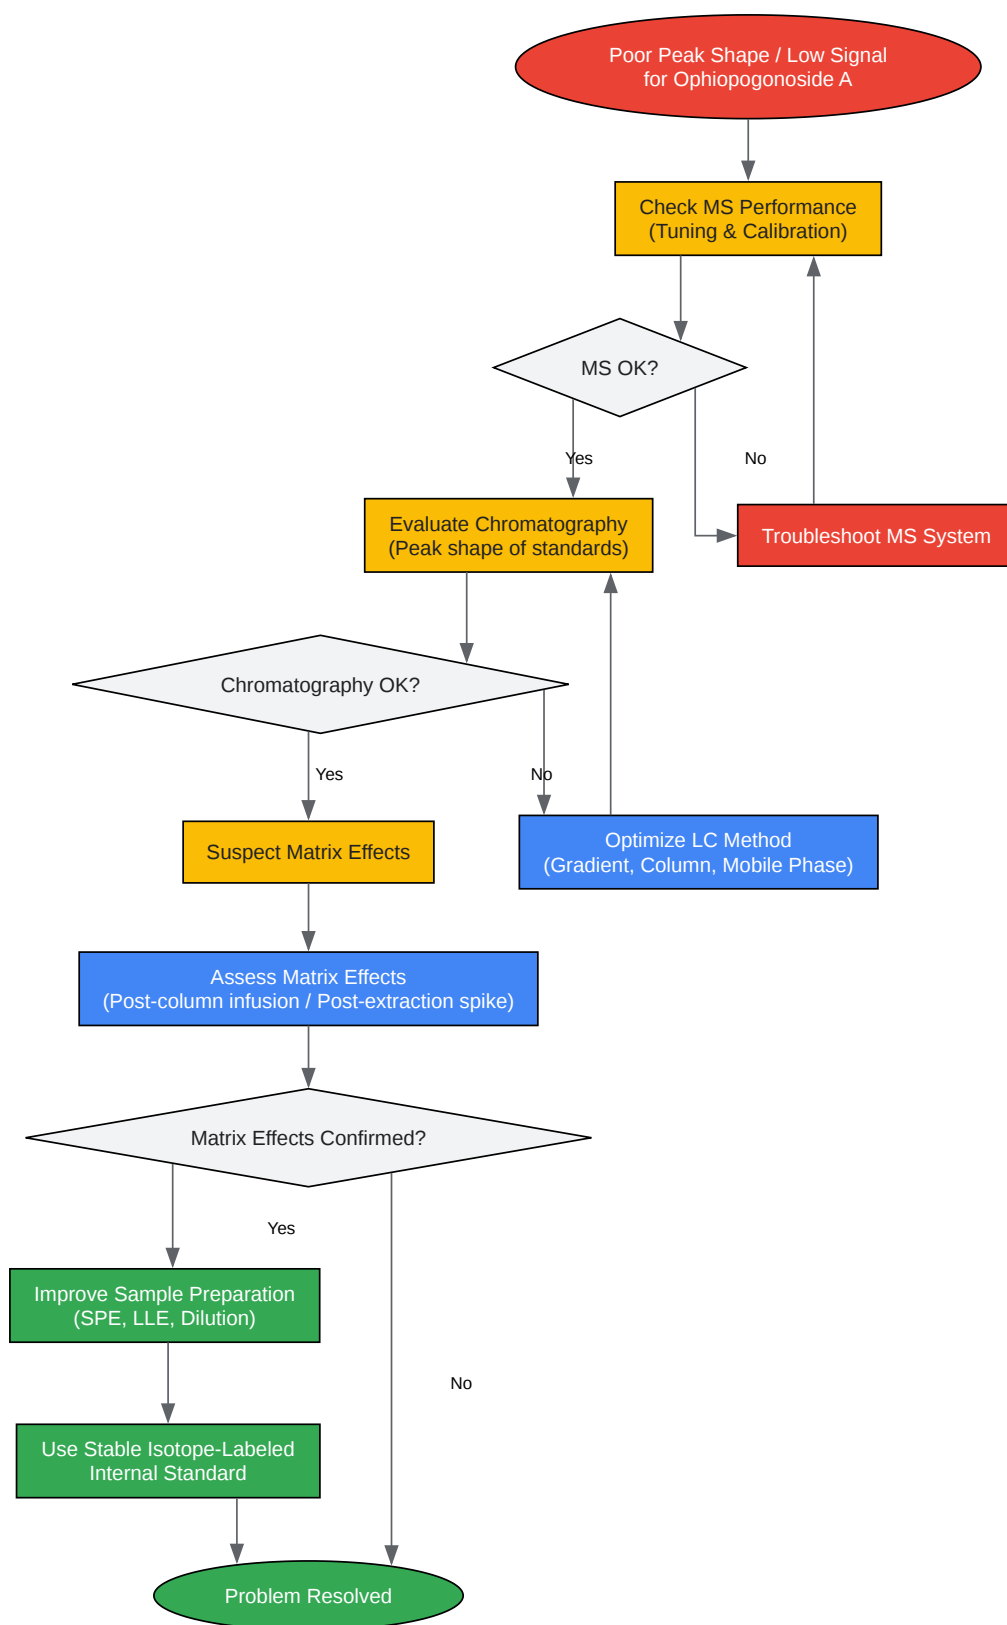 Poor Peak Shape / Low Signal
for Ophiopogonoside A
Check MS Performance
(Tuning & Calibration)
MS OK?
Yes
No
Evaluate Chromatography
(Peak shape of standards)
Troubleshoot MS System
Chromatography OK?
Yes
No
Optimize LC Method
(Gradient, Column, Mobile Phase)
Suspect Matrix Effects
Assess Matrix Effects
(Post-column infusion / Post-extraction spike)
Matrix Effects Confirmed?
Yes
Improve Sample Preparation
(SPE, LLE, Dilution)
No
Use Stable Isotope-Labeled
Internal Standard
Problem Resolved